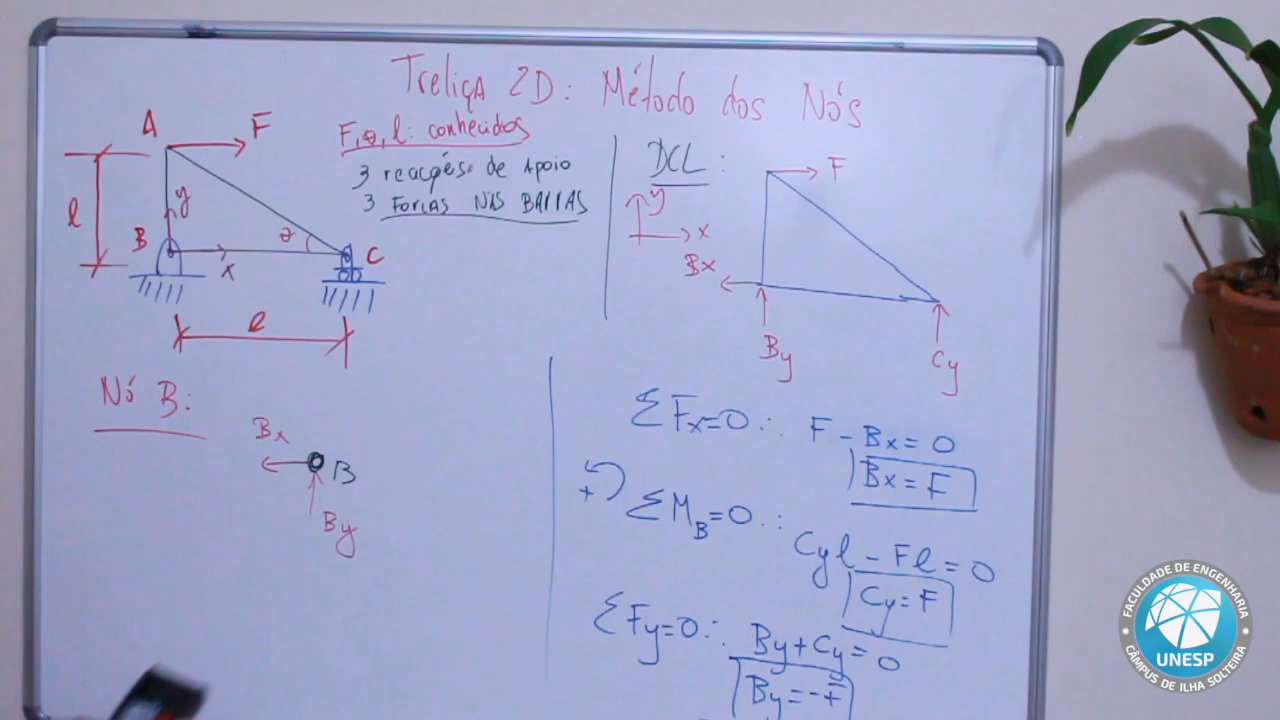 Treliça 2D: Método dos Nós
A
F
F, θ, l: conhecidos
3 reações de Apoio
3 Forças NAS BARRAS
l
y
B
θ
x
C
l
DCL:
F
y
x
Bx
By
Cy
Nó B:
Bx
B
By
ΣFx=0 ∴ F - Bx = 0
Bx = F
+
ΣM_B=0 ∴ Cyl - Fl = 0
Cy = F
ΣFy=0 ∴ By + Cy = 0
By = -F
FACULDADE DE ENGENHARIA
UNESP
CÂMPUS DE ILHA SOLTEIRA